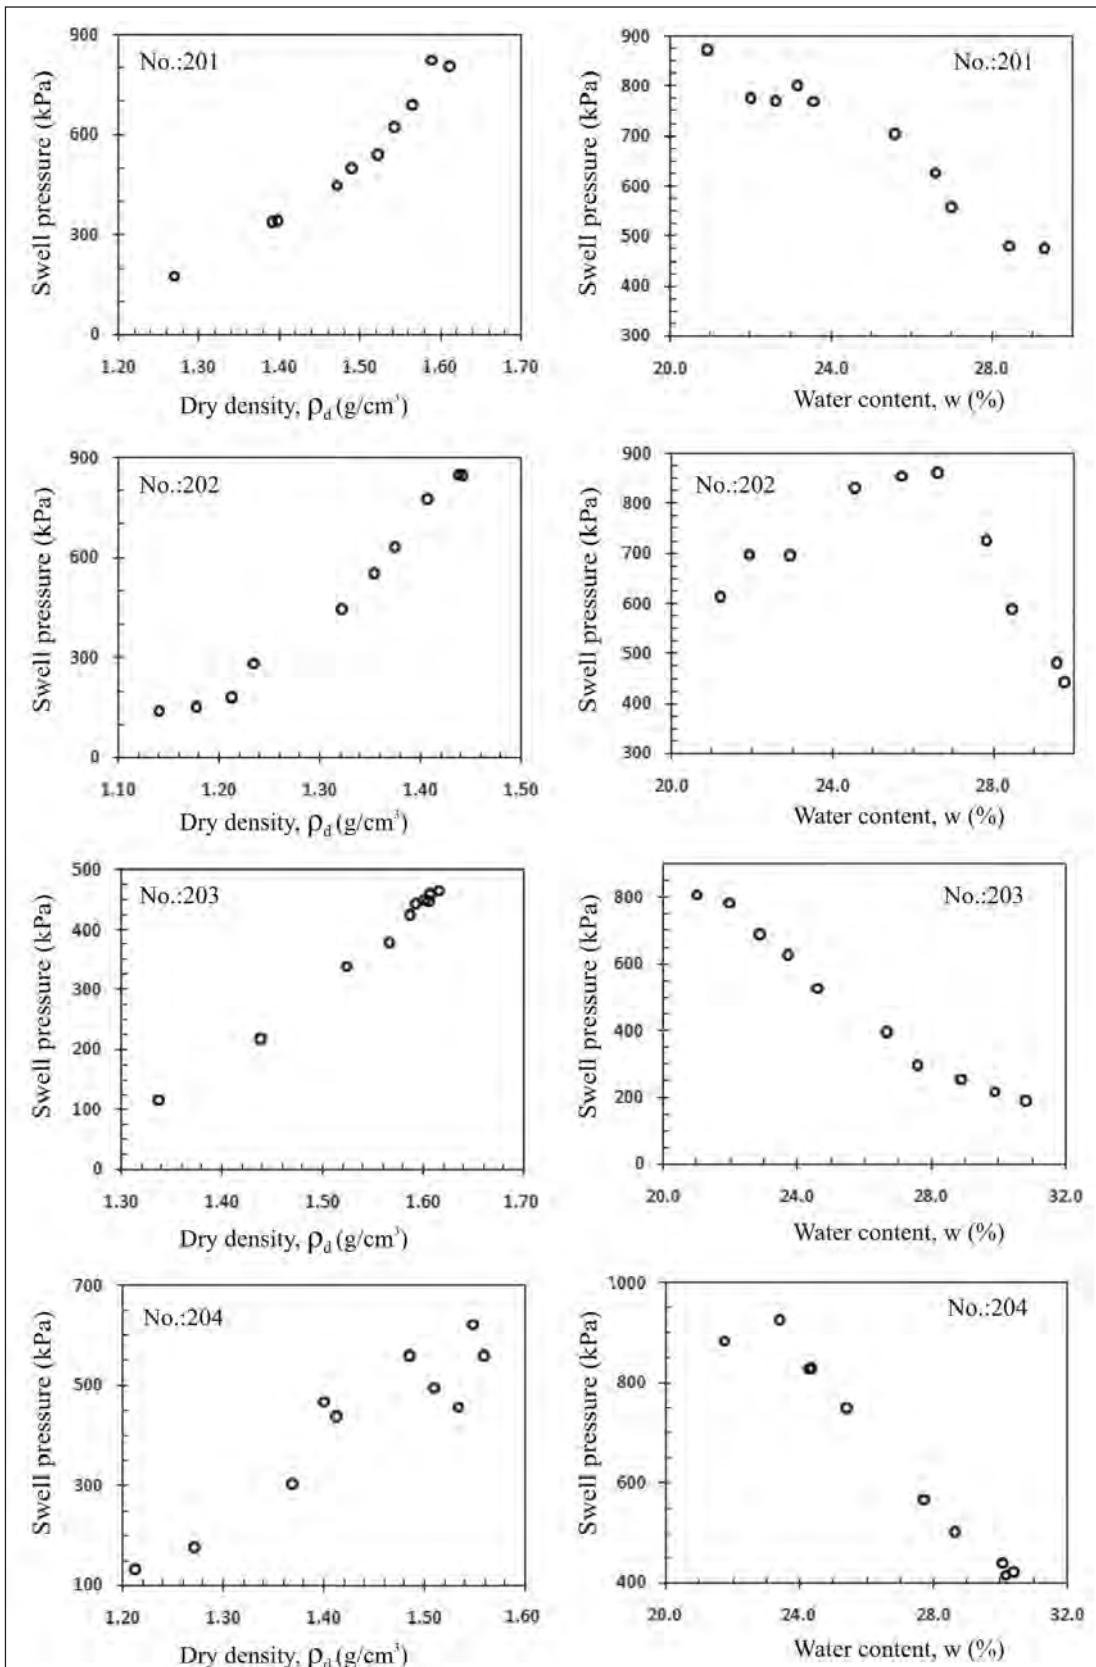 No.:201
Swell pressure (kPa)
900
600
300
0
1.20 1.30 1.40 1.50 1.60 1.70
Dry density, ρd (g/cm³)
No.:201
Swell pressure (kPa)
900
800
700
600
500
400
300
20.0 24.0 28.0
Water content, w (%)
No.:202
Swell pressure (kPa)
900
600
300
0
1.10 1.20 1.30 1.40 1.50
Dry density, ρd (g/cm³)
No.:202
Swell pressure (kPa)
900
800
700
600
500
400
300
20.0 24.0 28.0
Water content, w (%)
No.:203
Swell pressure (kPa)
500
400
300
200
100
0
1.30 1.40 1.50 1.60 1.70
Dry density, ρd (g/cm³)
No.:203
Swell pressure (kPa)
800
600
400
200
0
20.0 24.0 28.0 32.0
Water content, w (%)
No.:204
Swell pressure (kPa)
700
500
300
100
1.20 1.30 1.40 1.50 1.60
Dry density, ρd (g/cm³)
No.:204
Swell pressure (kPa)
1000
800
600
400
20.0 24.0 28.0 32.0
Water content, w (%)